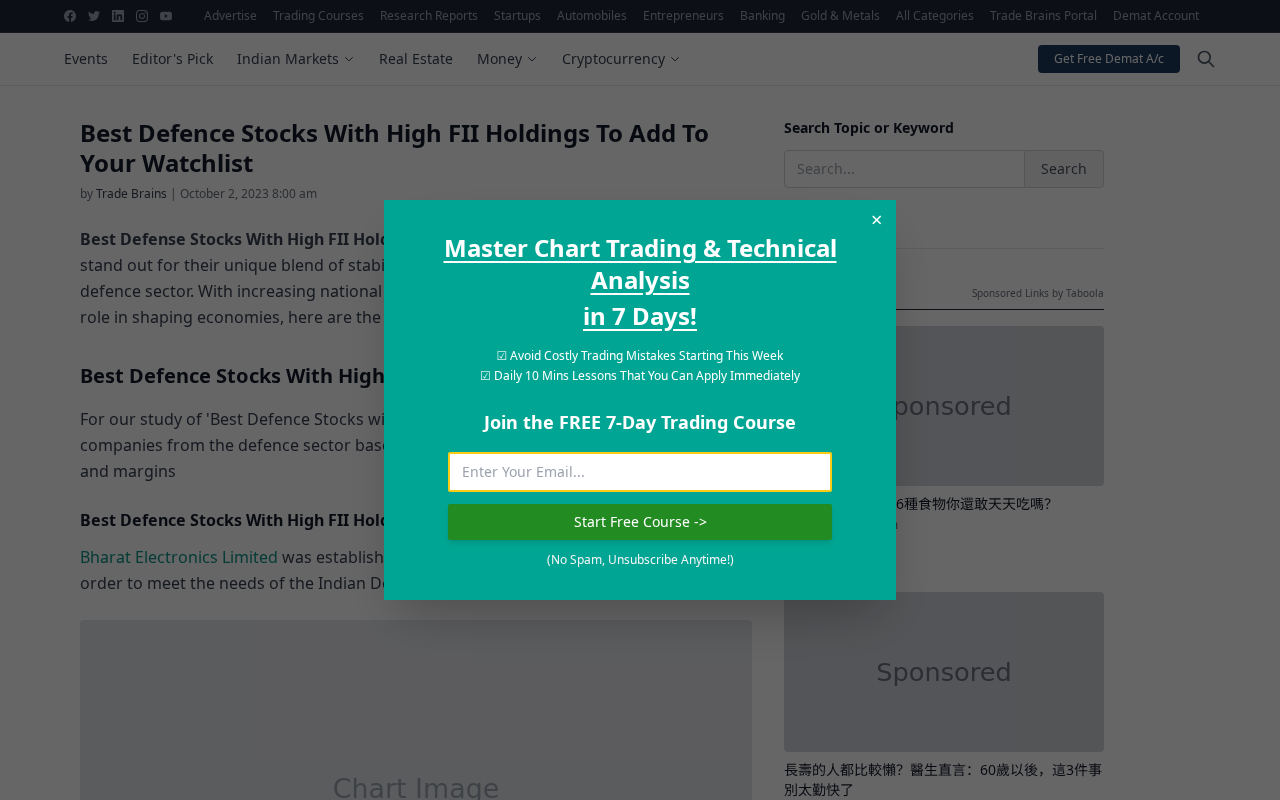 Advertise Trading Courses Research Reports Startups Automobiles Entrepreneurs Banking Gold & Metals All Categories Trade Brains Portal Demat Account
Events Editor's Pick Indian Markets Real Estate Money Cryptocurrency Get Free Demat A/c
Best Defence Stocks With High FII Holdings To Add To
Your Watchlist
by Trade Brains | October 2, 2023 8:00 am
Best Defense Stocks With High FII
stand out for their unique blend of
defence sector. With increasing national
role in shaping economies, here are the
Best Defence Stocks With High
For our study of 'Best Defence Stocks
companies from the defence sector
and margins
Best Defence Stocks With High FII
Bharat Electronics Limited was
order to meet the needs of the Indian
Chart Image
×
Master Chart Trading & Technical
Analysis
in 7 Days!
☑ Avoid Costly Trading Mistakes Starting This Week
☑ Daily 10 Mins Lessons That You Can Apply Immediately
Join the FREE 7-Day Trading Course
Enter Your Email...
Start Free Course ->
(No Spam, Unsubscribe Anytime!)
Search Topic or Keyword
Search... Search
Sponsored Links by Taboola
Sponsored
6種食物你還敢天天吃嗎？
Sponsored
長壽的人都比較懶？醫生直言：60歲以後，這3件事
別太勤快了